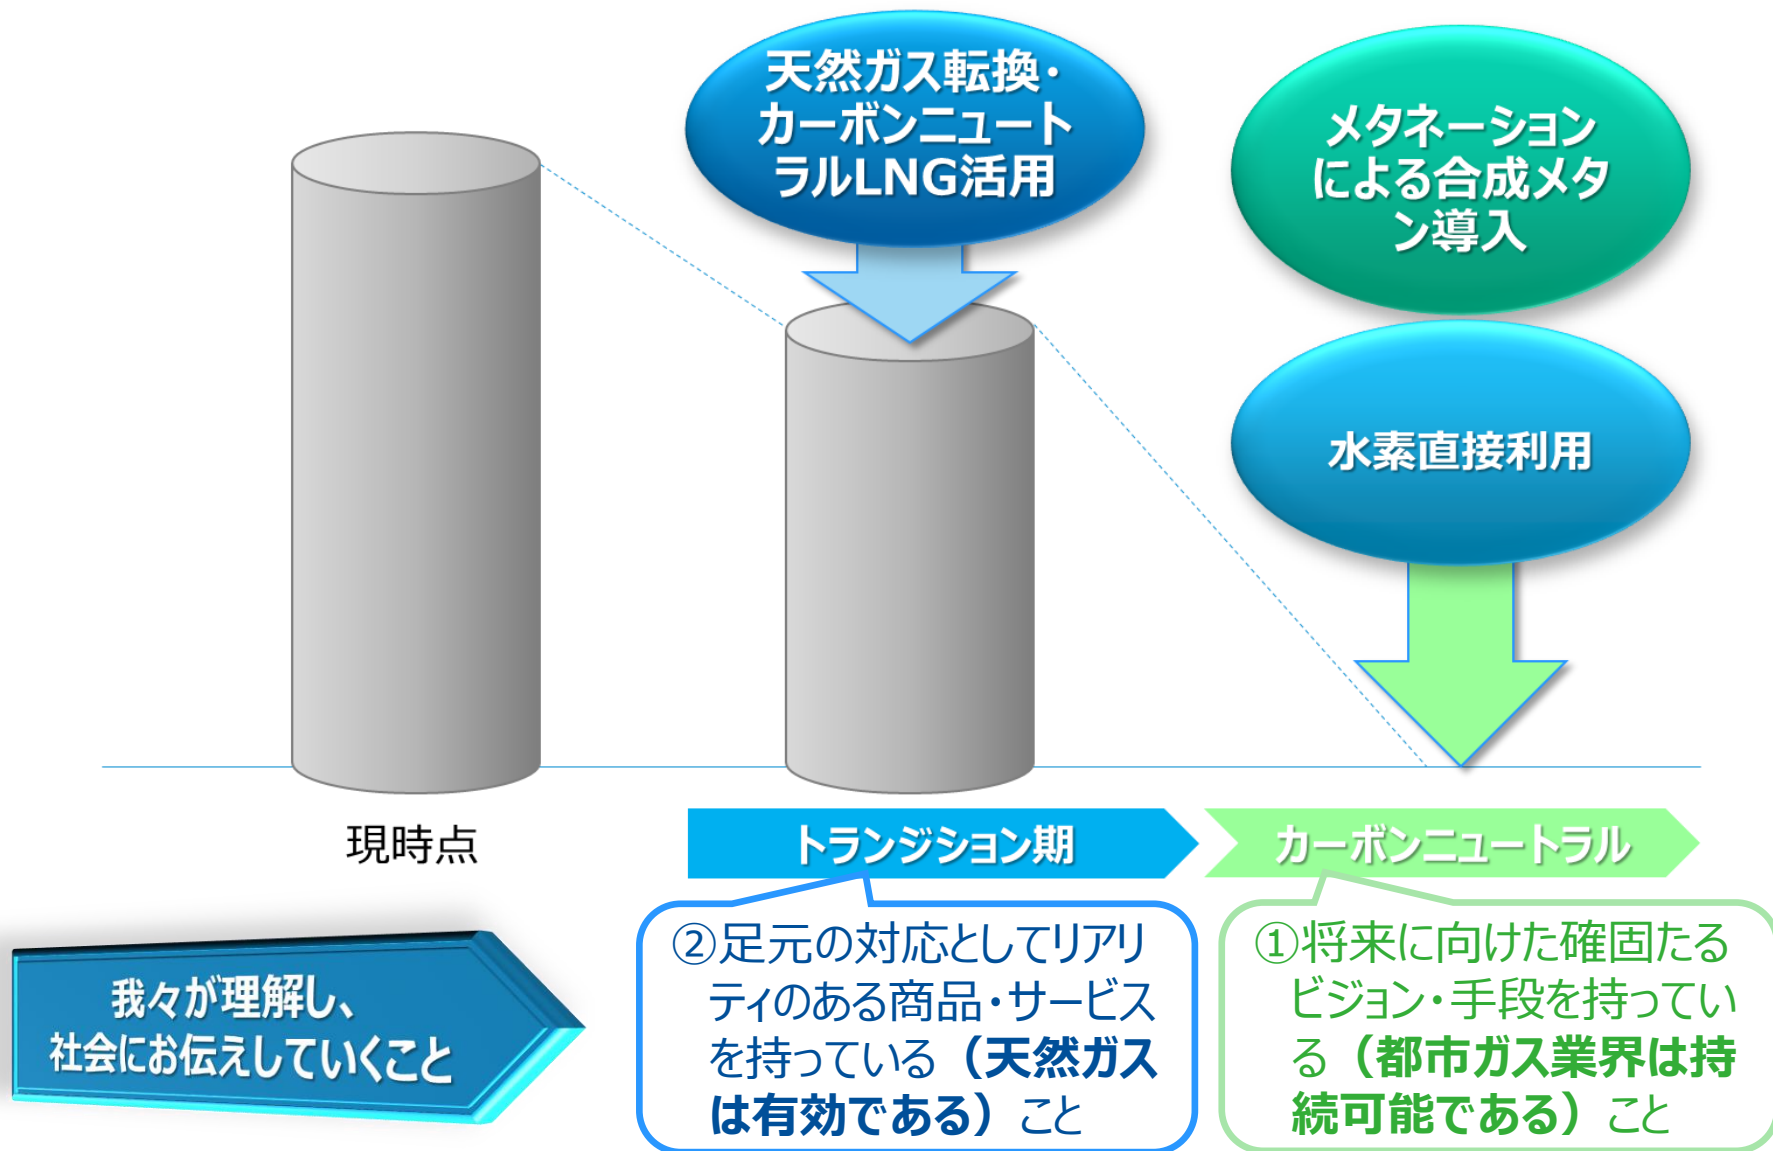 天然ガス転換・
カーボンニュート
ラルLNG活用
メタネーション
による合成メタ
ン導入
水素直接利用
現時点
トランジション期
カーボンニュートラル
我々が理解し、
社会にお伝えしていくこと
②足元の対応としてリアリ
ティのある商品・サービス
を持っている（天然ガス
は有効である）こと
①将来に向けた確固たる
ビジョン・手段を持ってい
る（都市ガス業界は持
続可能である）こと